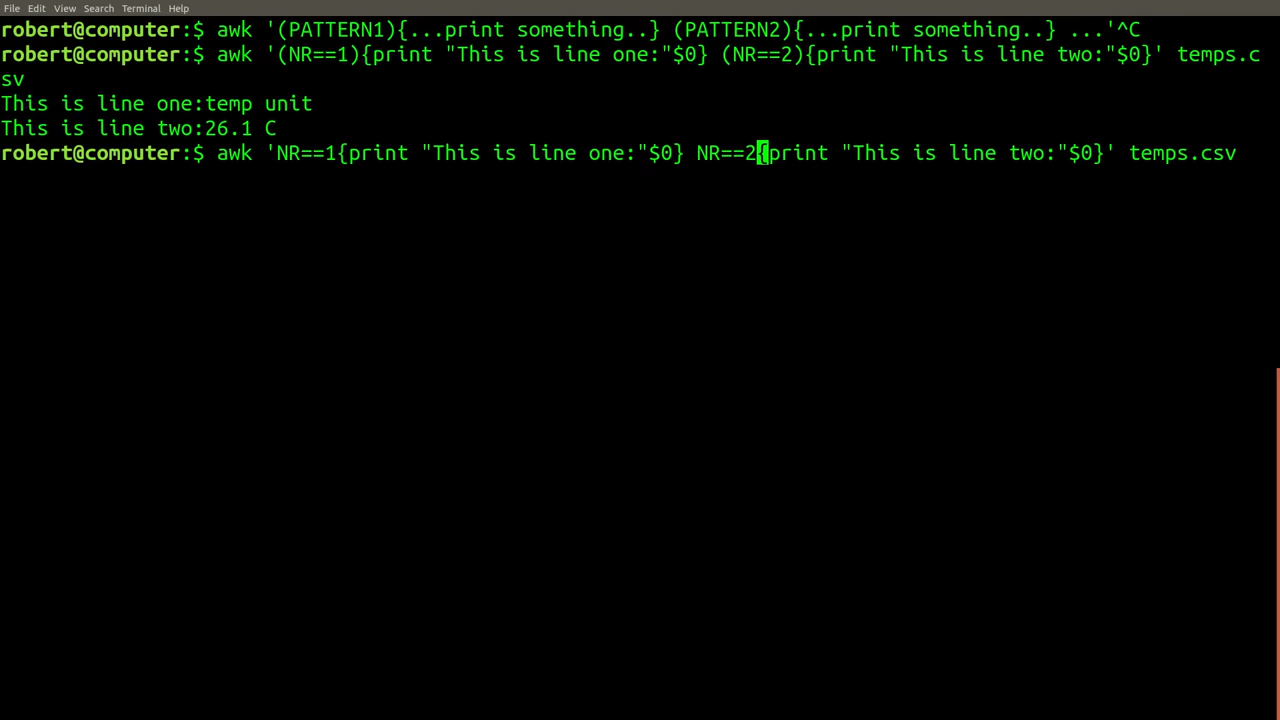 File Edit View Search Terminal Help
robert@computer:$ awk '(PATTERN1){...print something..} (PATTERN2){...print something..} ...'^C
robert@computer:$ awk '(NR==1){print "This is line one:"$0} (NR==2){print "This is line two:"$0}' temps.c
sv
This is line one:temp unit
This is line two:26.1 C
robert@computer:$ awk 'NR==1{print "This is line one:"$0} NR==2{print "This is line two:"$0}' temps.csv